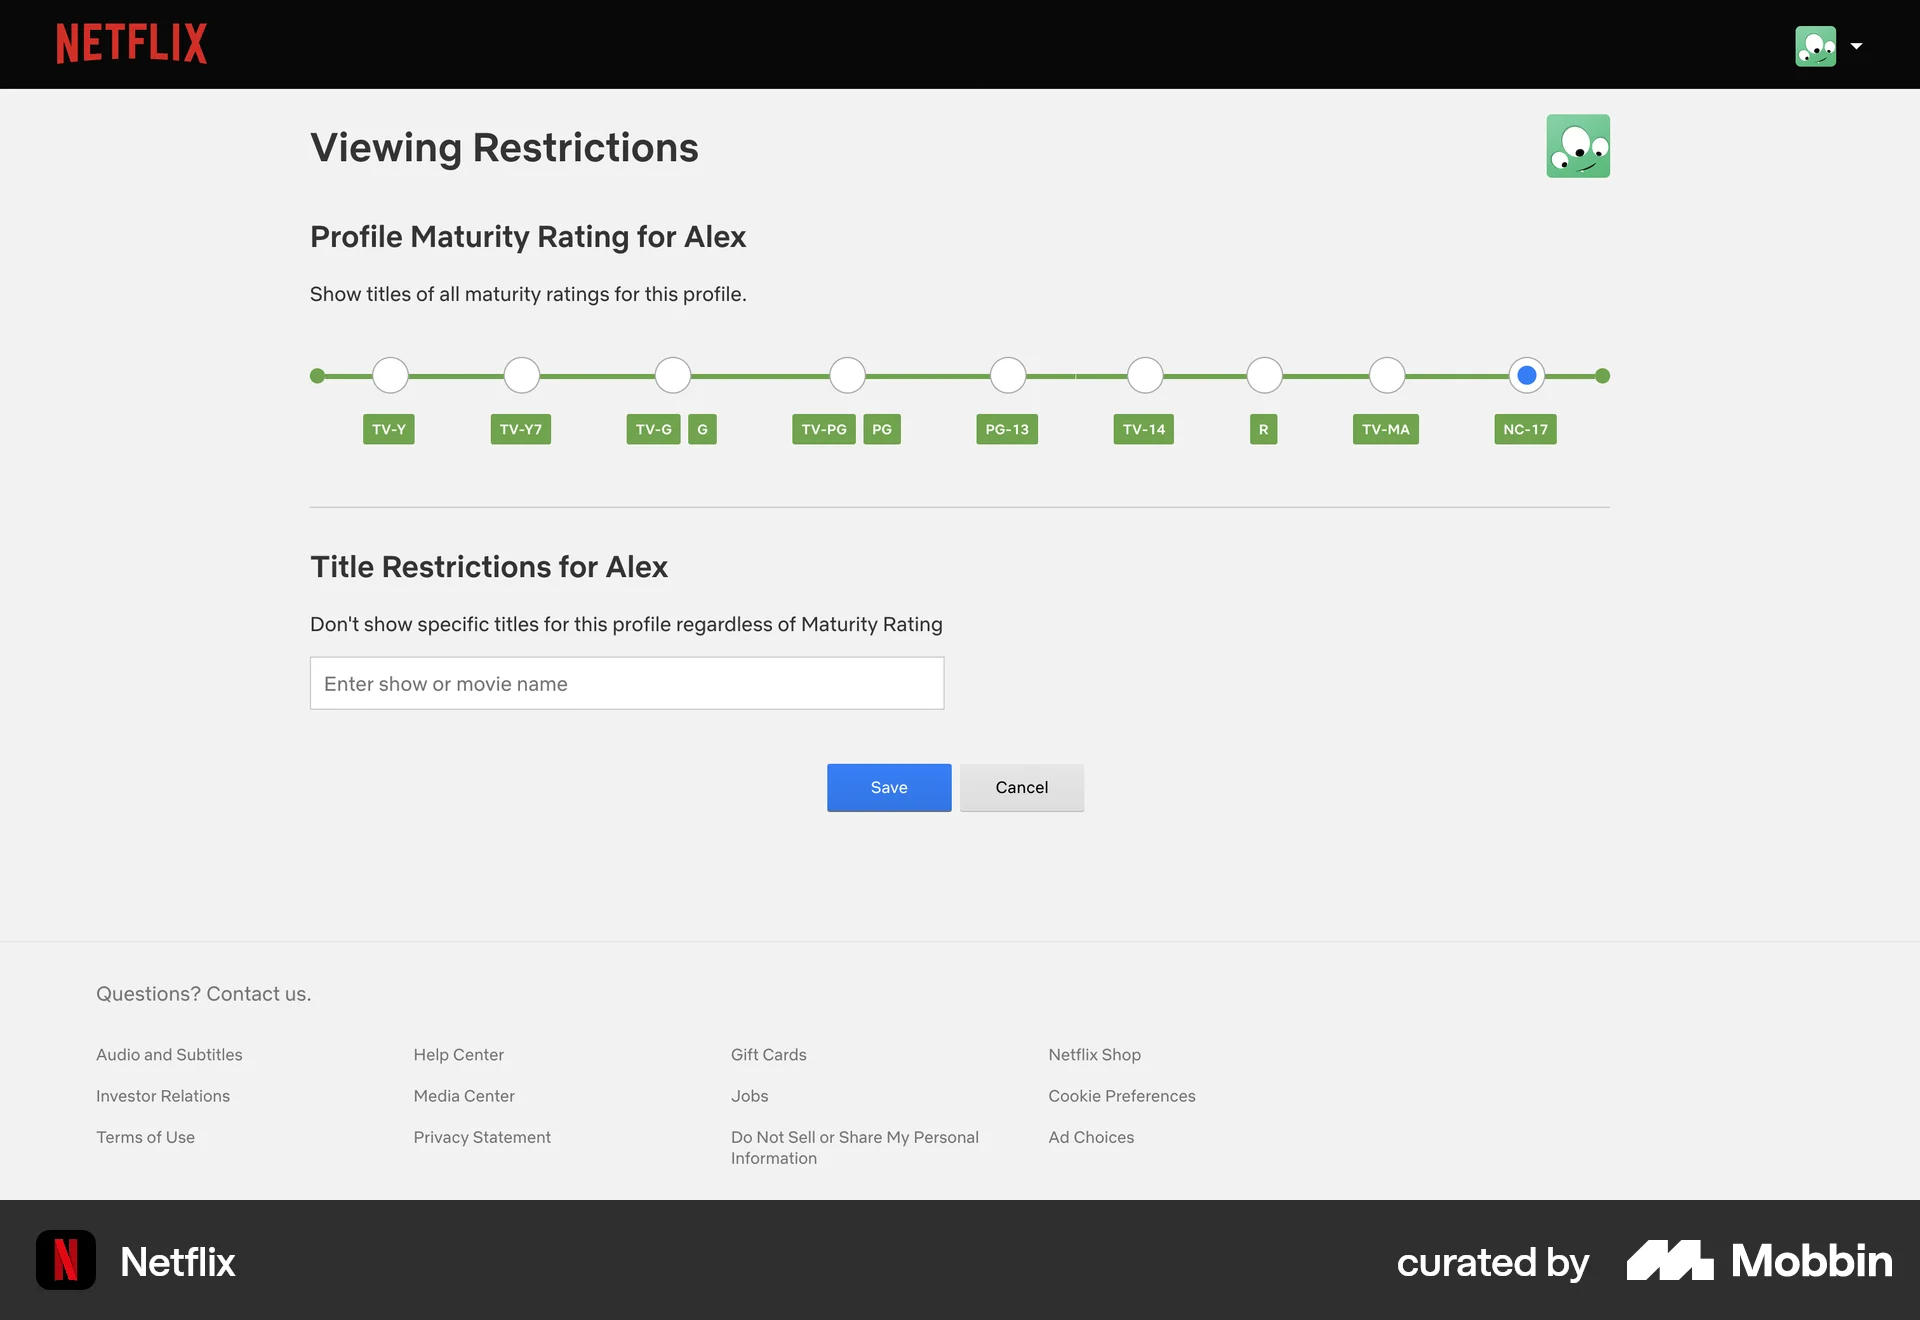 NETFLIX
Viewing Restrictions
Profile Maturity Rating for Alex
Show titles of all maturity ratings for this profile.
TV-Y TV-Y7 TV-G G TV-PG PG PG-13 TV-14 R TV-MA NC-17
Title Restrictions for Alex
Don't show specific titles for this profile regardless of Maturity Rating
Enter show or movie name
Save Cancel
Questions? Contact us.
Audio and Subtitles Help Center Gift Cards Netflix Shop
Investor Relations Media Center Jobs Cookie Preferences
Terms of Use Privacy Statement Do Not Sell or Share My Personal Ad Choices
Information
N Netflix curated by Mobbin